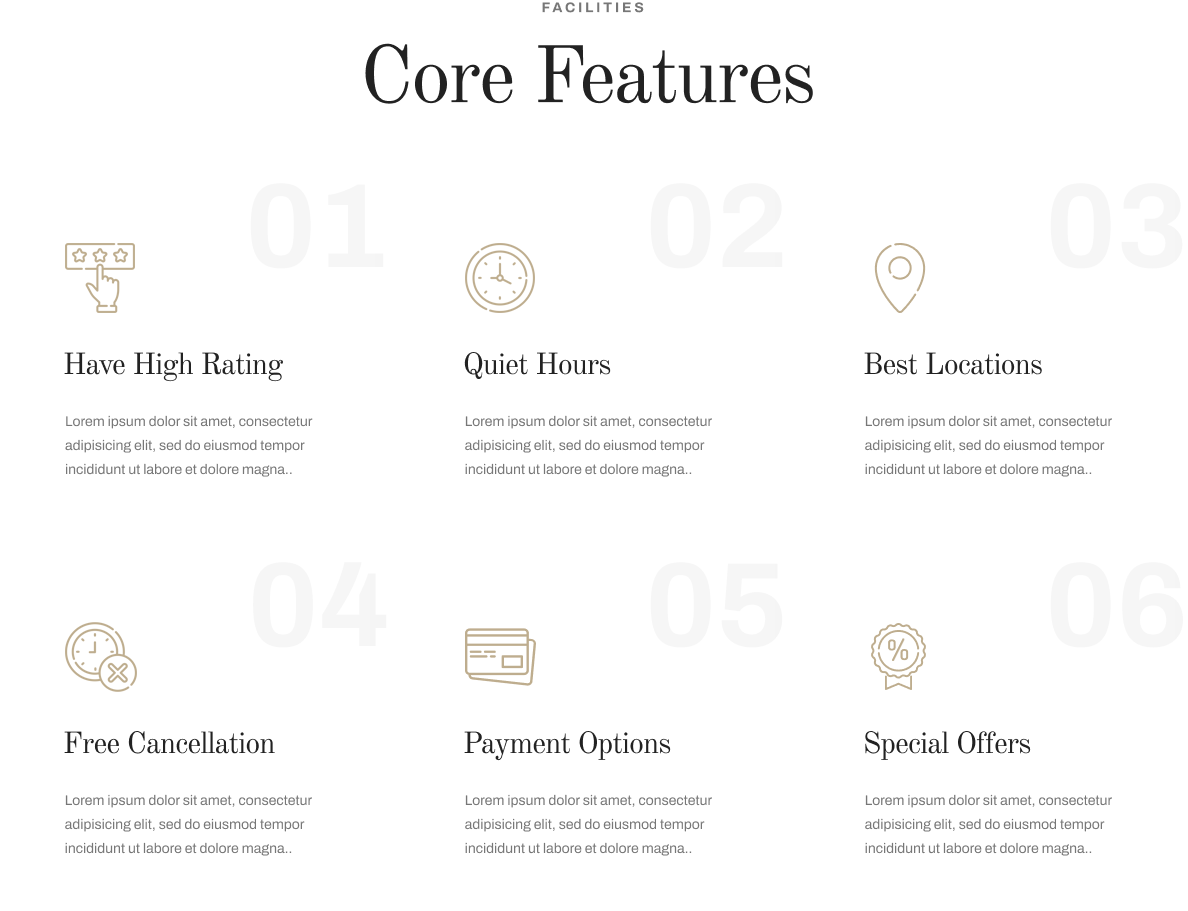 FACILITIES
Core Features
01
02
03
Have High Rating
Lorem ipsum dolor sit amet, consectetur
adipisicing elit, sed do eiusmod tempor
incididunt ut labore et dolore magna..
Quiet Hours
Lorem ipsum dolor sit amet, consectetur
adipisicing elit, sed do eiusmod tempor
incididunt ut labore et dolore magna..
Best Locations
Lorem ipsum dolor sit amet, consectetur
adipisicing elit, sed do eiusmod tempor
incididunt ut labore et dolore magna..
04
05
06
%
Free Cancellation
Lorem ipsum dolor sit amet, consectetur
adipisicing elit, sed do eiusmod tempor
incididunt ut labore et dolore magna..
Payment Options
Lorem ipsum dolor sit amet, consectetur
adipisicing elit, sed do eiusmod tempor
incididunt ut labore et dolore magna..
Special Offers
Lorem ipsum dolor sit amet, consectetur
adipisicing elit, sed do eiusmod tempor
incididunt ut labore et dolore magna..